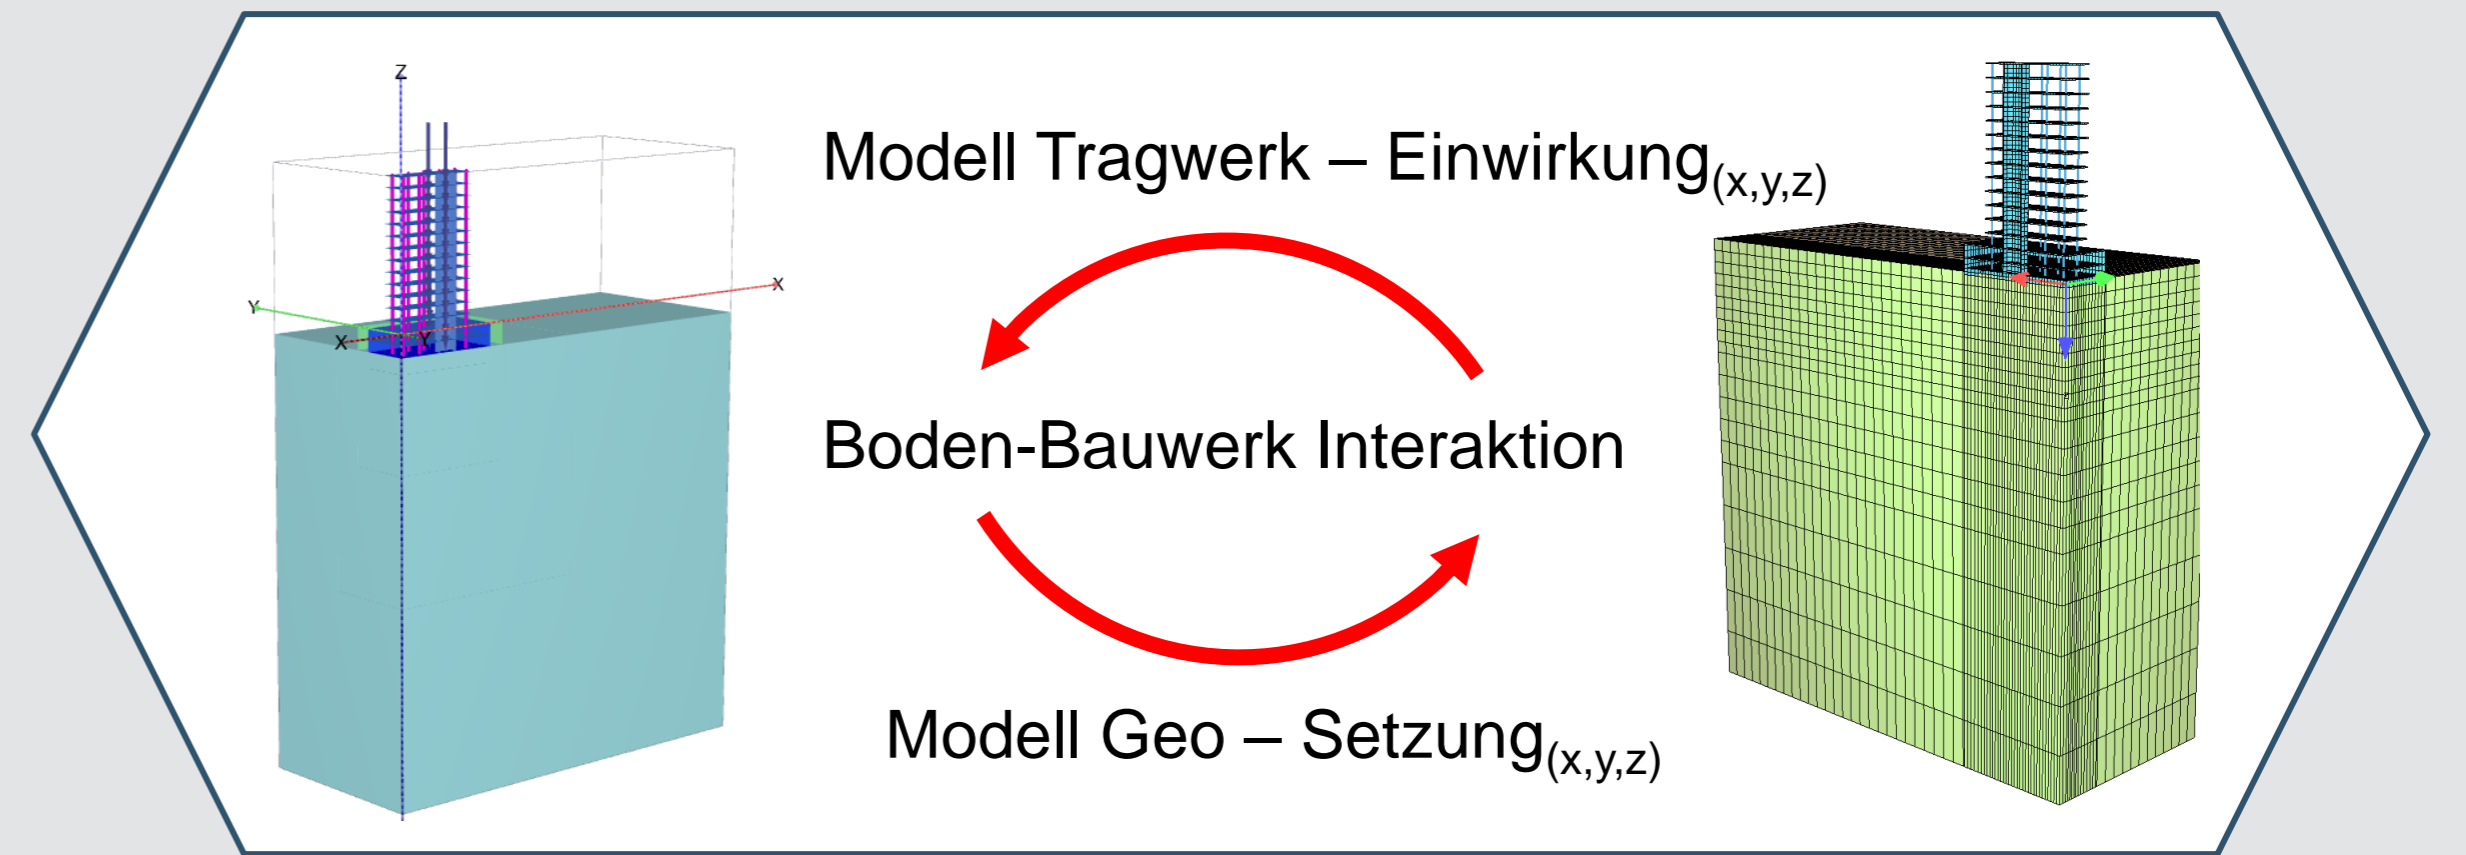 Z
Modell Tragwerk – Einwirkung(x,y,z)
X
Y
X
Y
Boden-Bauwerk Interaktion
Modell Geo – Setzung(x,y,z)